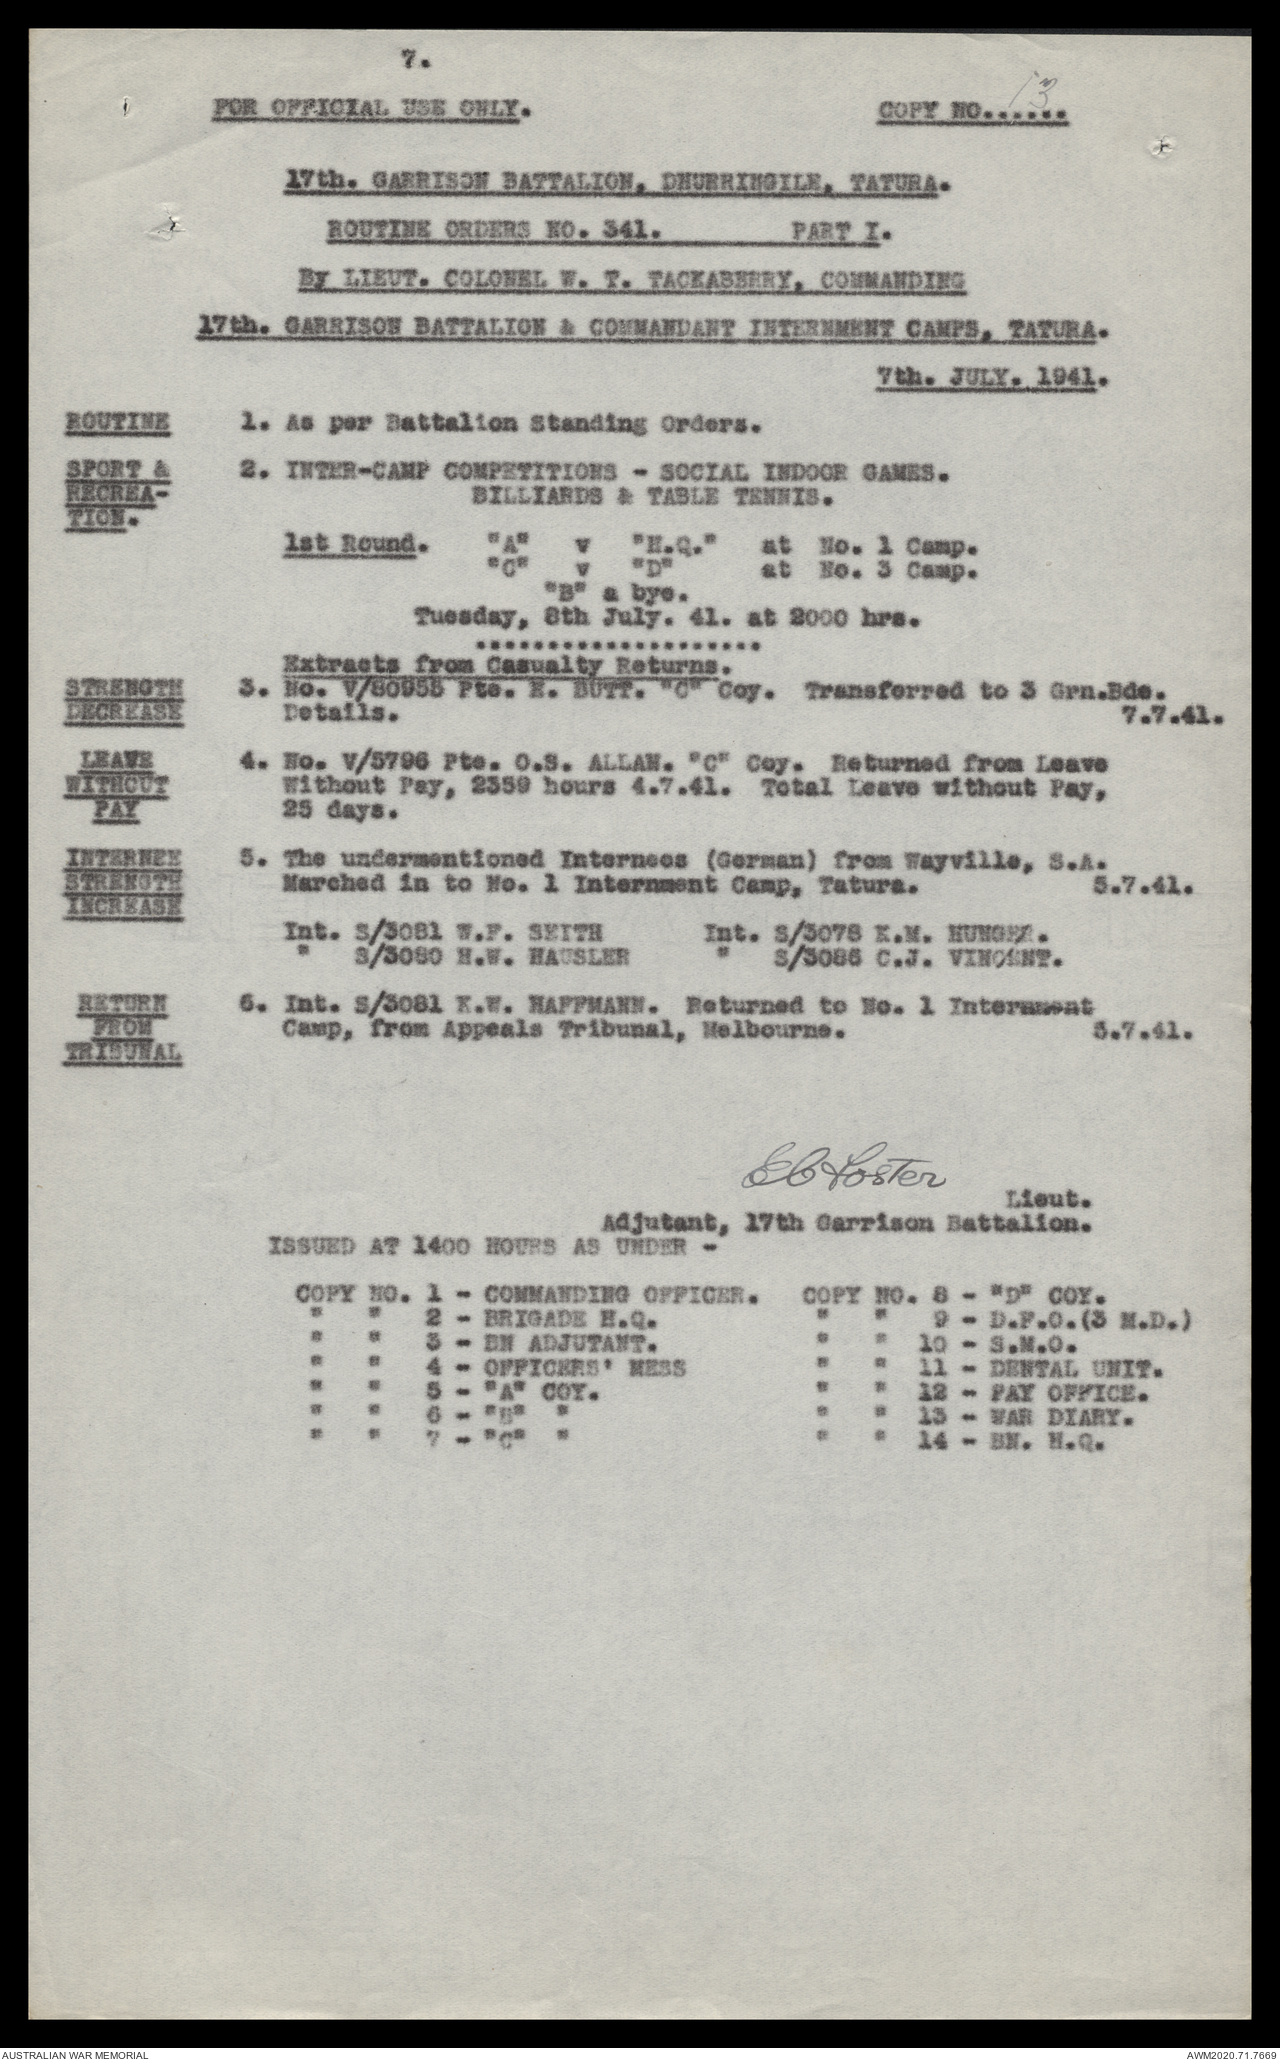 7.
FOR OFFICIAL USE ONLY.    COPY NO...13...
17th. GARRISON BATTALION, DHURRINGILE, TATURA.
ROUTINE ORDERS NO. 341.    PART I.
By LIEUT. COLONEL W. T. TACKABERRY, COMMANDING
17th. GARRISON BATTALION & COMMANDANT INTERNMENT CAMPS, TATURA.
7th. JULY. 1941.
ROUTINE    1. As per Battalion Standing Orders.
SPORT &    2. INTER-CAMP COMPETITIONS - SOCIAL INDOOR GAMES.
RECREA-    BILLIARDS & TABLE TENNIS.
TION.
1st Round.    "A"    v    "H.Q."    at    No. 1 Camp.
"C"    v    "D"    at    No. 3 Camp.
"B" a bye.
Tuesday, 8th July. 41. at 2000 hrs.
....................
Extracts from Casualty Returns.
STRENGTH    3. No. V/80955 Pte. E. BUTT. "C" Coy.  Transferred to 3 Grn.Bde.
DECREASE    Details.    7.7.41.
LEAVE    4. No. V/5796 Pte. O.S. ALLAN. "C" Coy.  Returned from Leave
WITHOUT    Without Pay, 2359 hours 4.7.41.  Total Leave without Pay,
PAY    25 days.
INTERNEE    5. The undermentioned Internees (German) from Wayville, S.A.
STRENGTH    Marched in to No. 1 Internment Camp, Tatura.    5.7.41.
INCREASE
Int. S/3081 W.F. SEITH    Int. S/3078 K.M. HUNGER.
"    S/3080 H.W. HAUSLER    "    S/3086 C.J. VINCENT.
RETURN    6. Int. S/3081 K.W. HAFFMANN.  Returned to No. 1 Internment
FROM    Camp, from Appeals Tribunal, Melbourne.    5.7.41.
TRIBUNAL
E C Foster
Lieut.
Adjutant, 17th Garrison Battalion.
ISSUED AT 1400 HOURS AS UNDER -
COPY NO. 1 - COMMANDING OFFICER.    COPY NO. 8 - "D" COY.
"    "    2 - BRIGADE H.Q.    "    "    9 - D.F.O.(3 M.D.)
"    "    3 - BN ADJUTANT.    "    "    10 - S.M.O.
"    "    4 - OFFICERS' MESS    "    "    11 - DENTAL UNIT.
"    "    5 - "A" COY.    "    "    12 - PAY OFFICE.
"    "    6 - "B"  "    "    "    13 - WAR DIARY.
"    "    7 - "C"  "    "    "    14 - BN. H.Q.
AUSTRALIAN WAR MEMORIAL    AWM2020.71.7669